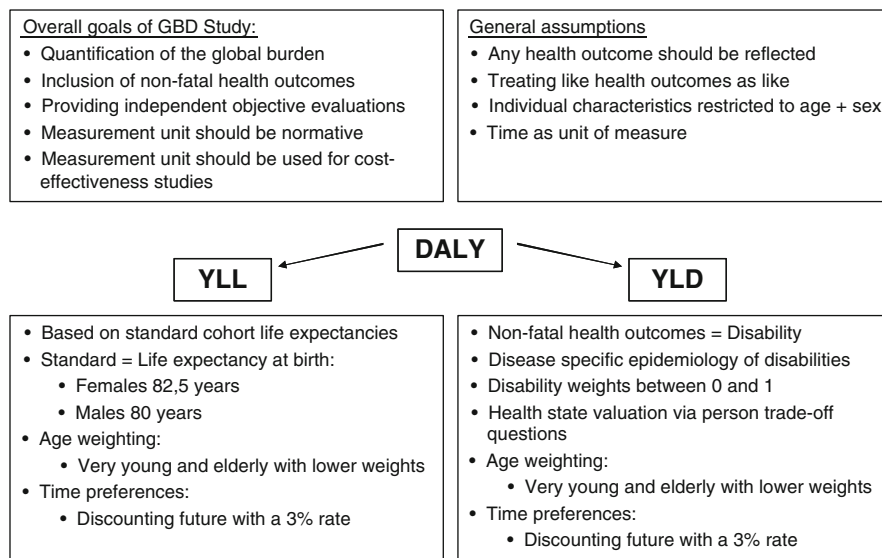 Overall goals of GBD Study:
• Quantification of the global burden
• Inclusion of non-fatal health outcomes
• Providing independent objective evaluations
• Measurement unit should be normative
• Measurement unit should be used for cost-
effectiveness studies
General assumptions
• Any health outcome should be reflected
• Treating like health outcomes as like
• Individual characteristics restricted to age + sex
• Time as unit of measure
DALY
YLL
YLD
• Based on standard cohort life expectancies
• Standard = Life expectancy at birth:
• Females 82,5 years
• Males 80 years
• Age weighting:
• Very young and elderly with lower weights
• Time preferences:
• Discounting future with a 3% rate
• Non-fatal health outcomes = Disability
• Disease specific epidemiology of disabilities
• Disability weights between 0 and 1
• Health state valuation via person trade-off
questions
• Age weighting:
• Very young and elderly with lower weights
• Time preferences:
• Discounting future with a 3% rate